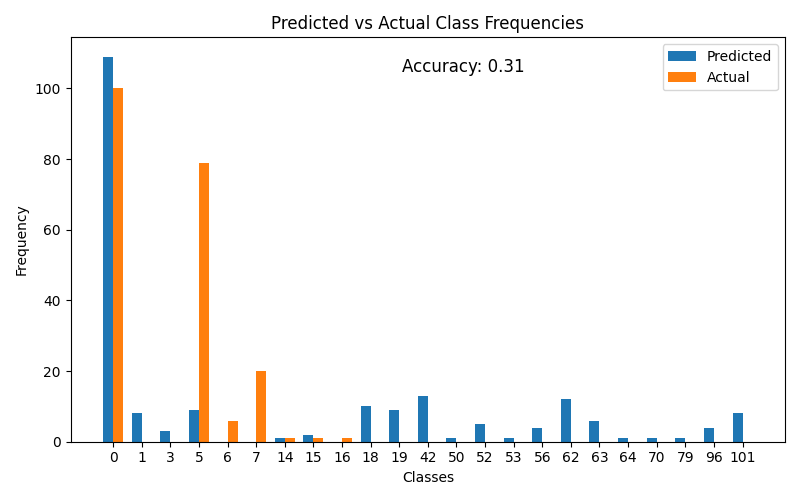 Predicted vs Actual Class Frequencies
Accuracy: 0.31
Predicted
Actual
Frequency
100
80
60
40
20
0
0 1 3 5 6 7 14 15 16 18 19 42 50 52 53 56 62 63 64 70 79 96 101
Classes